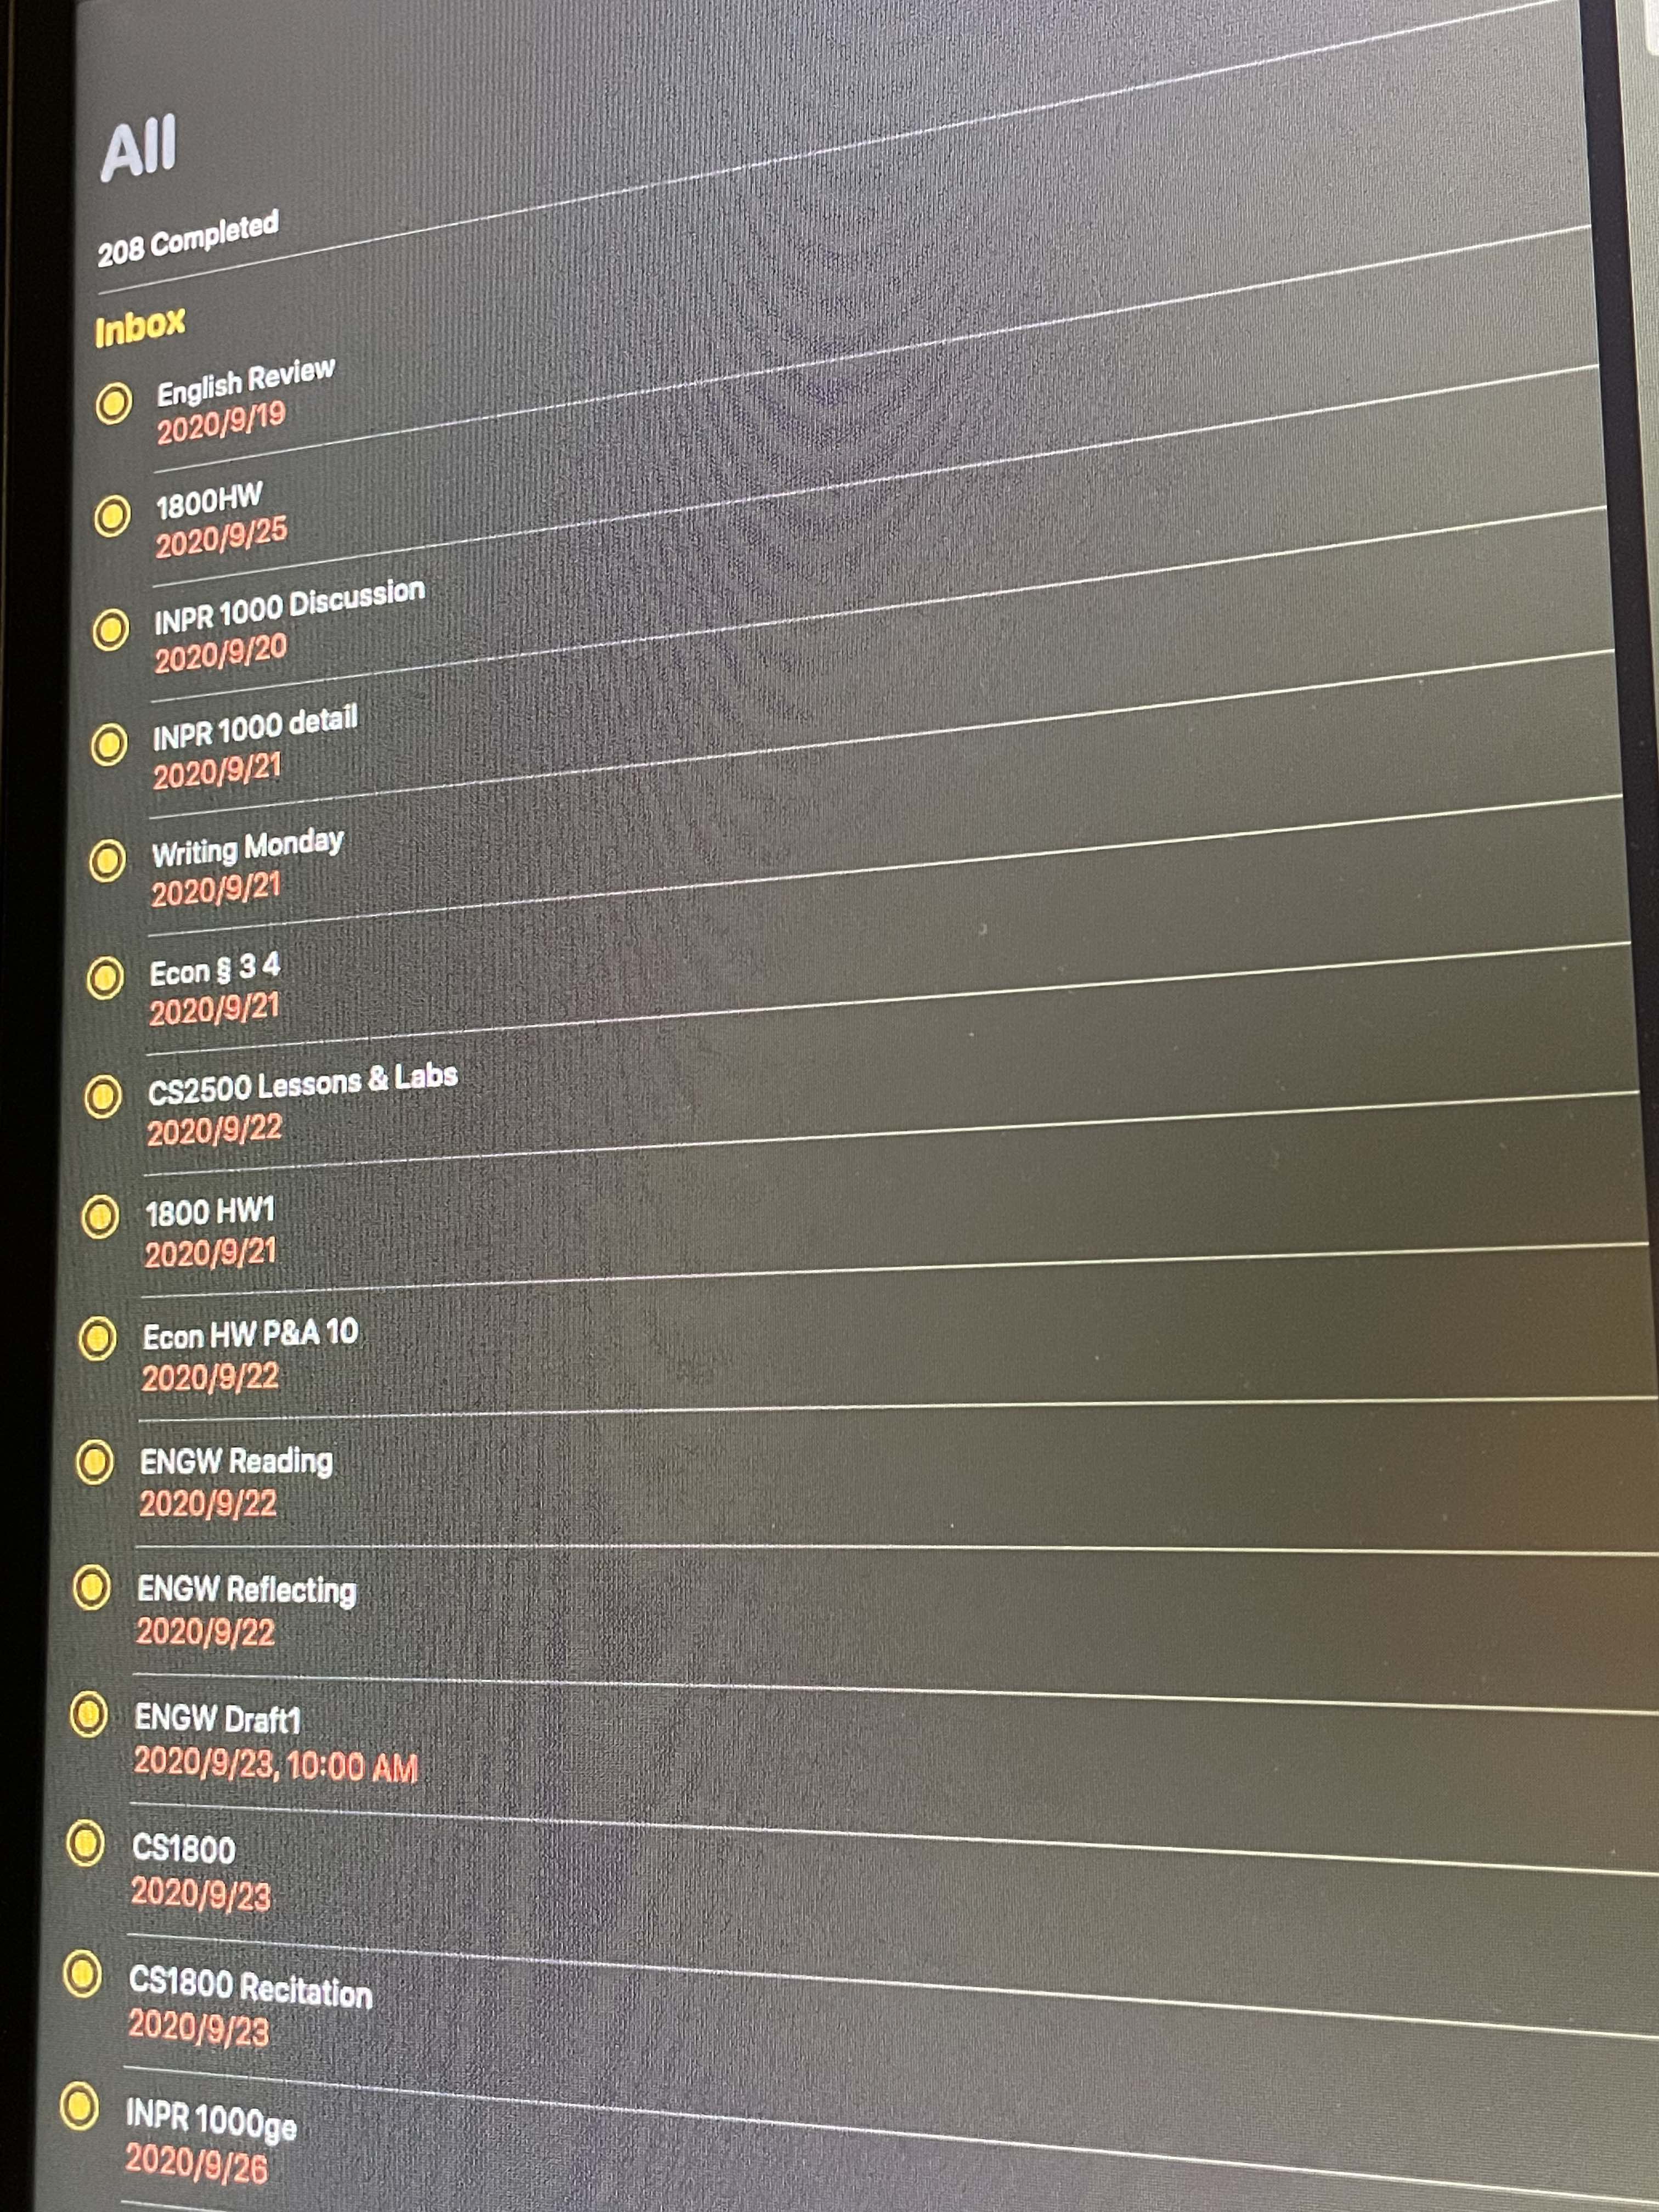 All
208 Completed
Inbox
English Review
2020/9/19
1800HW
2020/9/25
INPR 1000 Discussion
2020/9/20
INPR 1000 detail
2020/9/21
Writing Monday
2020/9/21
Econ § 3 4
2020/9/21
CS2500 Lessons & Labs
2020/9/22
1800 HW1
2020/9/21
Econ HW P&A 10
2020/9/22
ENGW Reading
2020/9/22
ENGW Reflecting
2020/9/22
ENGW Draft1
2020/9/23, 10:00 AM
CS1800
2020/9/23
CS1800 Recitation
2020/9/23
INPR 1000ge
2020/9/26